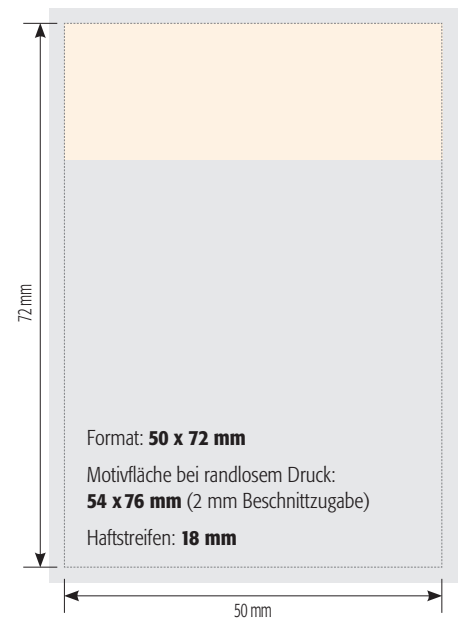 72 mm
Format: 50 x 72 mm
Motivfläche bei randlosem Druck:
54 x 76 mm (2 mm Beschnittzugabe)
Haftstreifen: 18 mm
50 mm